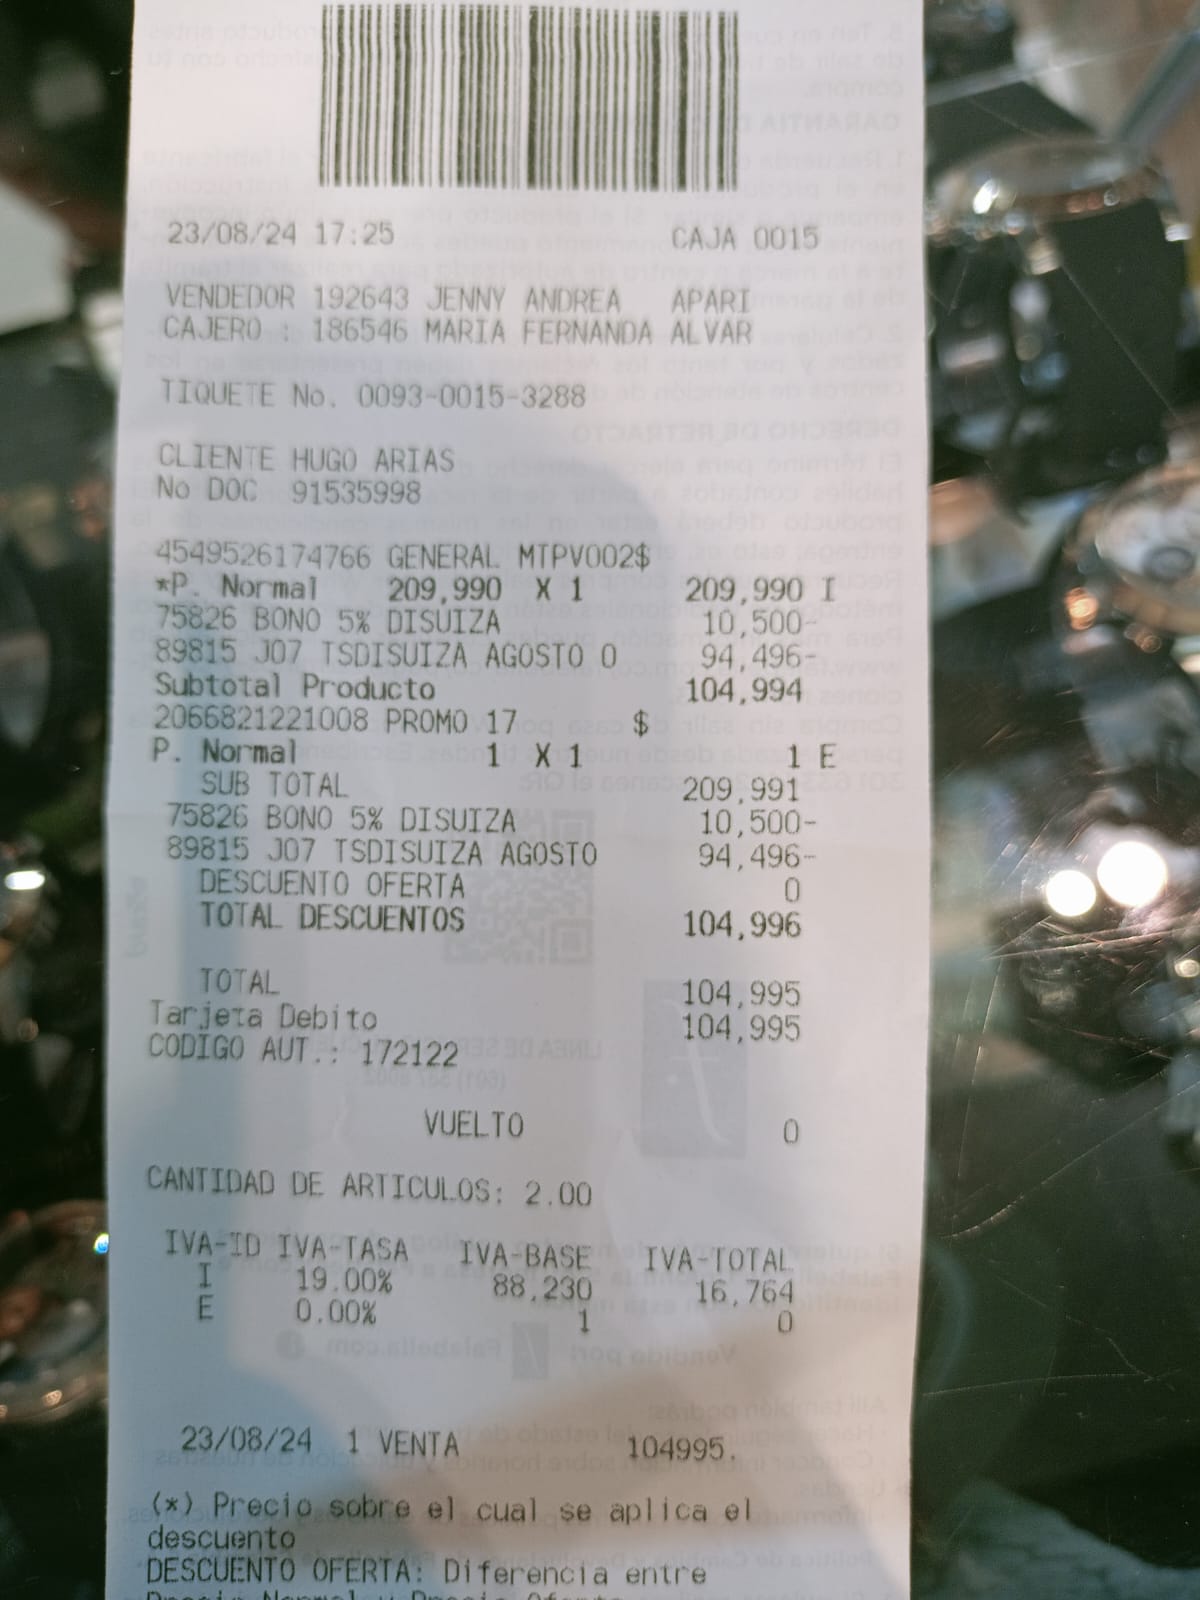 23/08/24 17:25 CAJA 0015
VENDEDOR 192643 JENNY ANDREA APARI
CAJERO : 186546 MARIA FERNANDA ALVAR
TIQUETE No. 0093-0015-3288
CLIENTE HUGO ARIAS
No DOC 91535998
4549526174766 GENERAL MTPV002$
*P. Normal 209,990 X 1 209,990 I
75826 BONO 5% DISUIZA 10,500-
89815 J07 TSDISUIZA AGOSTO 0 94,496-
Subtotal Producto 104,994
2066821221008 PROMO 17 $
P. Normal 1 X 1 1 E
SUB TOTAL 209,991
75826 BONO 5% DISUIZA 10,500-
89815 J07 TSDISUIZA AGOSTO 94,496-
DESCUENTO OFERTA 0
TOTAL DESCUENTOS 104,996
TOTAL 104,995
Tarjeta Debito 104,995
CODIGO AUT.: 172122
VUELTO 0
CANTIDAD DE ARTICULOS: 2.00
IVA-ID IVA-TASA IVA-BASE IVA-TOTAL
I 19.00% 88,230 16,764
E 0.00% 1 0
23/08/24 1 VENTA 104995.
(*) Precio sobre el cual se aplica el
descuento
DESCUENTO OFERTA: Diferencia entre
Precio Normal y Precio Oferta